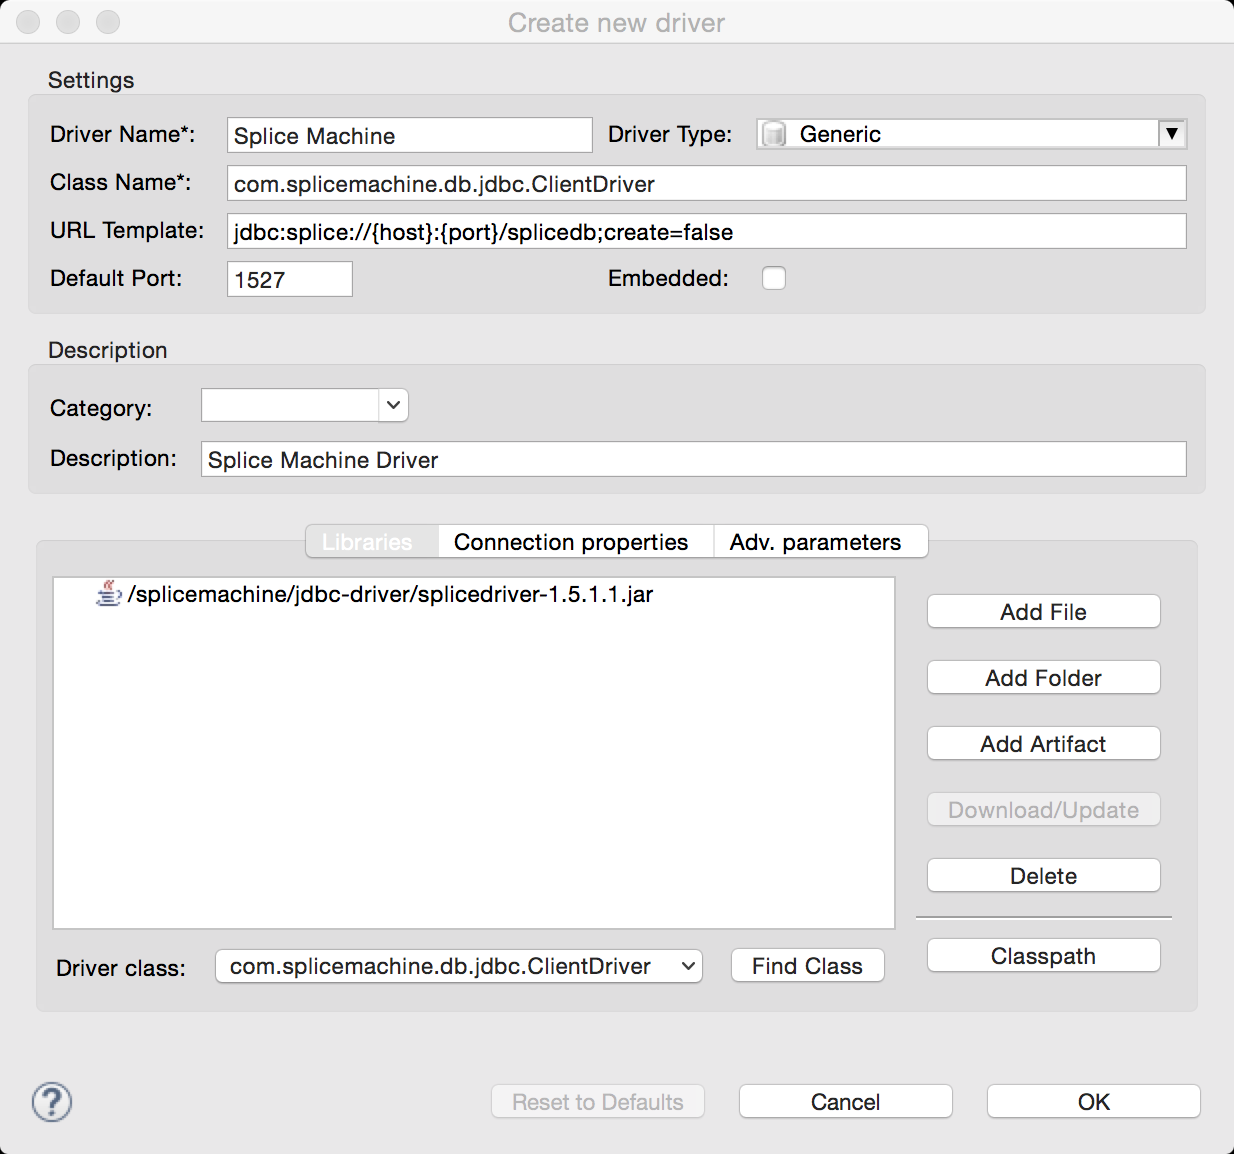 Create new driver
Settings
Driver Name*: Splice Machine Driver Type: Generic
Class Name*: com.splicemachine.db.jdbc.ClientDriver
URL Template: jdbc:splice://{host}:{port}/splicedb;create=false
Default Port: 1527 Embedded:
Description
Category:
Description: Splice Machine Driver
Libraries Connection properties Adv. parameters
/splicemachine/jdbc-driver/splicedriver-1.5.1.1.jar
Add File
Add Folder
Add Artifact
Download/Update
Delete
Classpath
Driver class: com.splicemachine.db.jdbc.ClientDriver Find Class
? Reset to Defaults Cancel OK